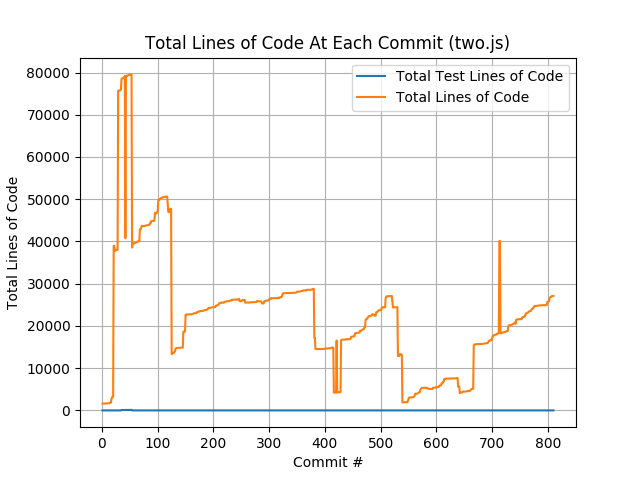 Total Lines of Code At Each Commit (two.js)
Total Test Lines of Code
Total Lines of Code
80000
70000
60000
50000
40000
30000
20000
10000
0
Total Lines of Code
0 100 200 300 400 500 600 700 800
Commit #